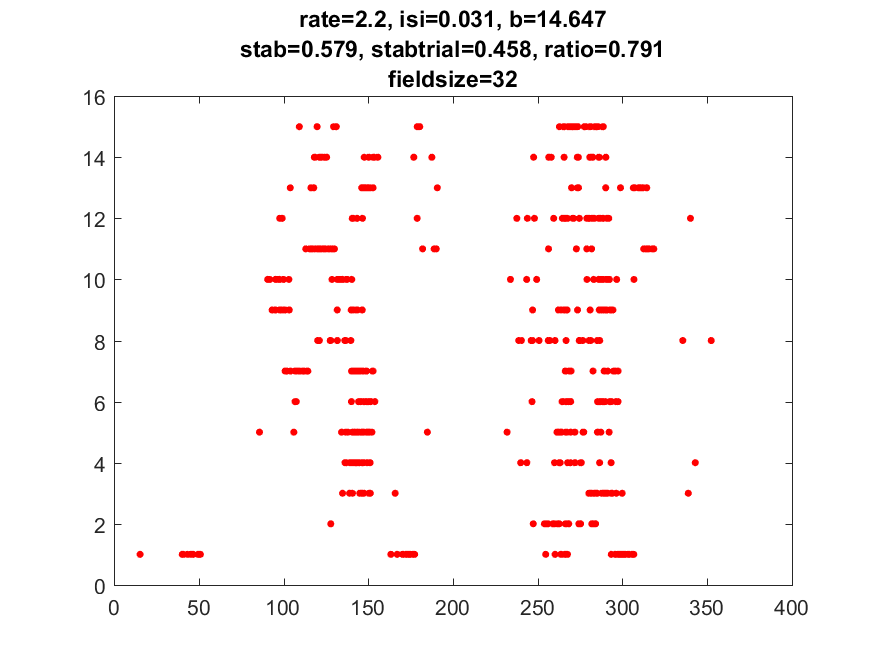 rate=2.2, isi=0.031, b=14.647
stab=0.579, stabtrial=0.458, ratio=0.791
fieldsize=32
16
14
12
10
8
6
4
2
0
0 50 100 150 200 250 300 350 400